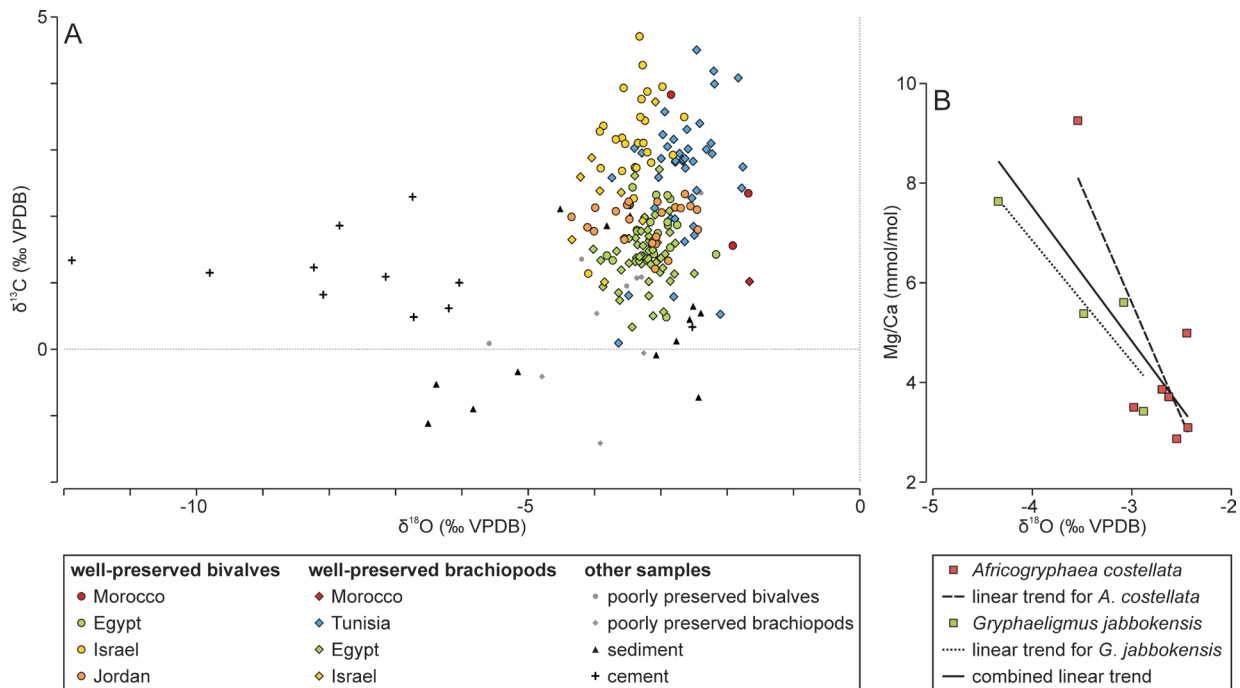 A
5
0
δ¹³C (‰ VPDB)
-10
-5
0
δ¹⁸O (‰ VPDB)
B
10
8
6
4
2
Mg/Ca (mmol/mol)
-5
-4
-3
-2
δ¹⁸O (‰ VPDB)
well-preserved bivalves
Morocco
Egypt
Israel
Jordan
well-preserved brachiopods
Morocco
Tunisia
Egypt
Israel
other samples
poorly preserved bivalves
poorly preserved brachiopods
sediment
cement
Africogryphaea costellata
linear trend for A. costellata
Gryphaeligmus jabbokensis
linear trend for G. jabbokensis
combined linear trend